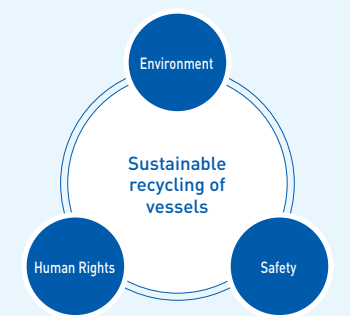 Environment
Sustainable
recycling of
vessels
Human Rights
Safety